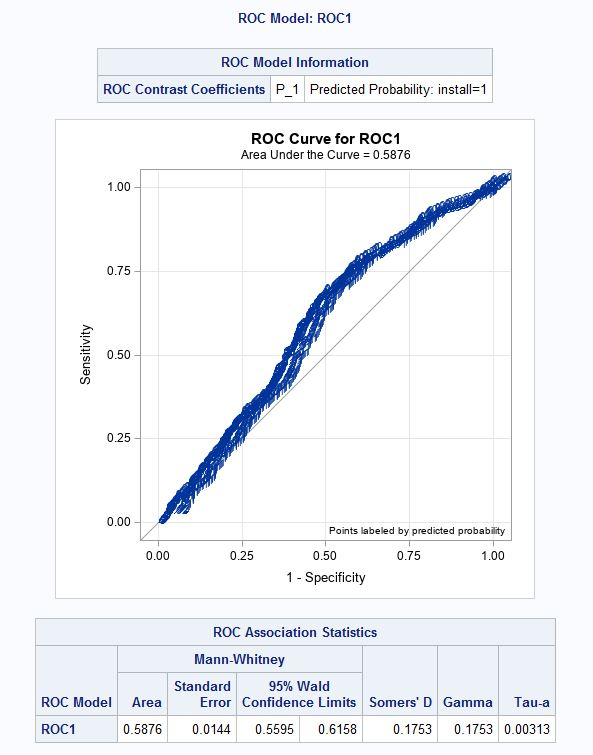 ROC Model: ROC1
ROC Model Information
ROC Contrast Coefficients P_1 Predicted Probability: install=1
ROC Curve for ROC1
Area Under the Curve = 0.5876
1.00
0.75
0.50
0.25
0.00
Sensitivity
Points labeled by predicted probability
0.00 0.25 0.50 0.75 1.00
1 - Specificity
ROC Association Statistics
Mann-Whitney
ROC Model Area Standard Error 95% Wald Confidence Limits Somers' D Gamma Tau-a
ROC1 0.5876 0.0144 0.5595 0.6158 0.1753 0.1753 0.00313